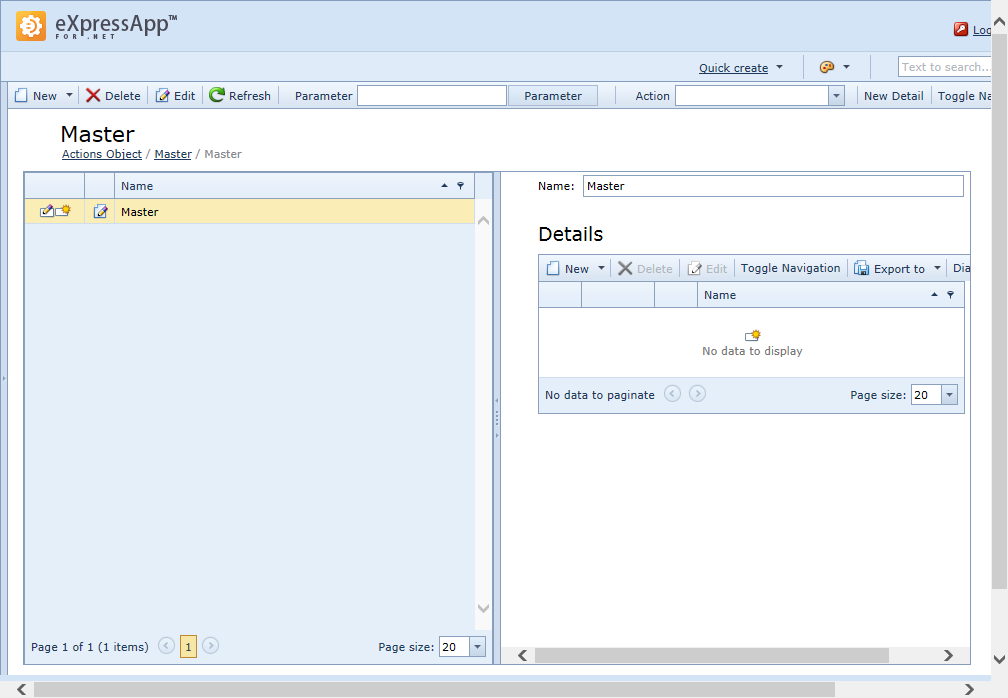 eXpressApp™
FOR .NET
Quick create
Text to search...
New Delete Edit Refresh Parameter Parameter Action New Detail Toggle Na
Master
Actions Object / Master / Master
Name
Master
Page 1 of 1 (1 items) 1 Page size: 20
Name: Master
Details
New Delete Edit Toggle Navigation Export to Dia
Name
No data to display
No data to paginate Page size: 20